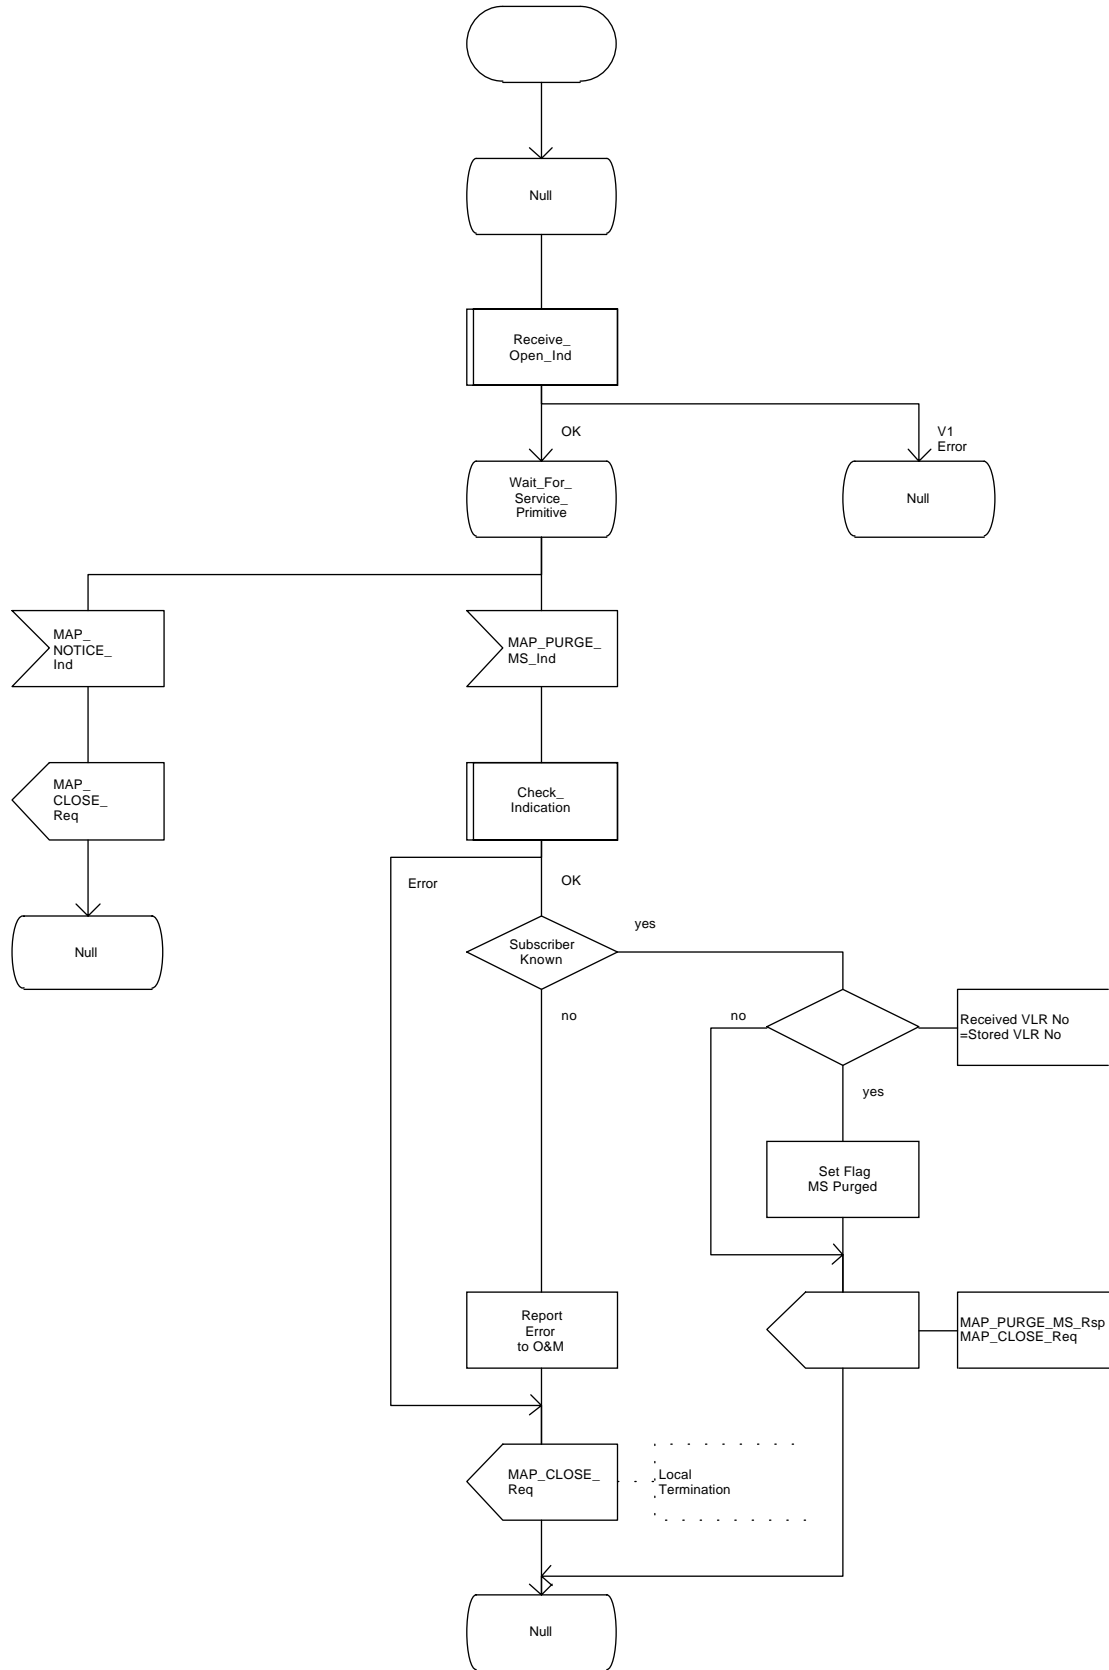 Null
Receive_
Open_Ind
OK
V1
Error
Wait_For_
Service_
Primitive
Null
MAP_
NOTICE_
Ind
MAP_PURGE_
MS_Ind
MAP_
CLOSE_
Req
Check_
Indication
Error
OK
Null
Subscriber
Known
yes
no
no
Received VLR No
=Stored VLR No
yes
Set Flag
MS Purged
Report
Error
to O&M
MAP_PURGE_MS_Rsp
MAP_CLOSE_Req
MAP_CLOSE_
Req
Local
Termination
Null